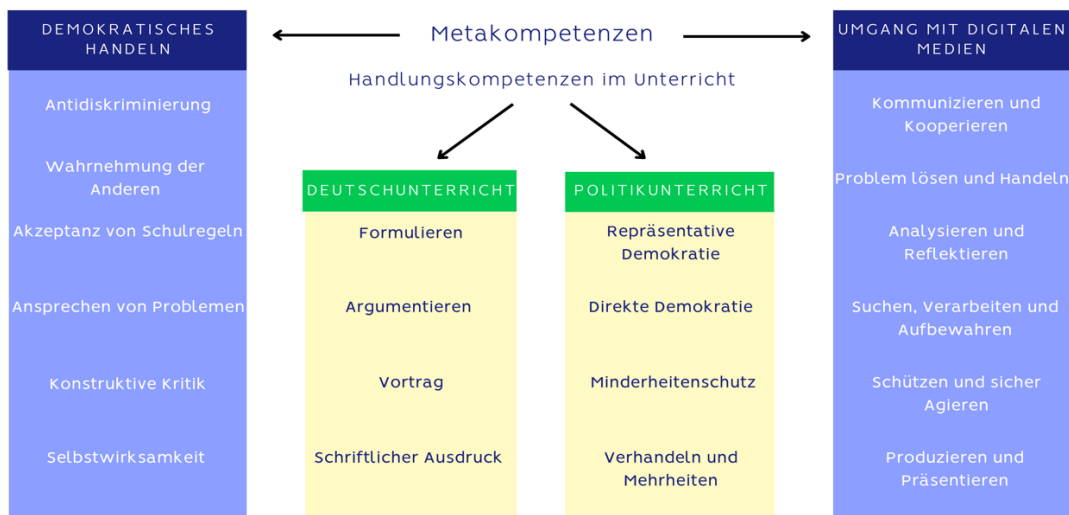 DEMOKRATISCHES
HANDELN
Antidiskriminierung
Wahrnehmung der
Anderen
Akzeptanz von Schulregeln
Ansprechen von Problemen
Konstruktive Kritik
Selbstwirksamkeit
Metakompetenzen
Handlungskompetenzen im Unterricht
DEUTSCHUNTERRICHT
Formulieren
Argumentieren
Vortrag
Schriftlicher Ausdruck
POLITIKUNTERRICHT
Repräsentative
Demokratie
Direkte Demokratie
Minderheitenschutz
Verhandeln und
Mehrheiten
UMGANG MIT DIGITALEN
MEDIEN
Kommunizieren und
Kooperieren
Problem lösen und Handeln
Analysieren und
Reflektieren
Suchen, Verarbeiten und
Aufbewahren
Schützen und sicher
Agieren
Produzieren und
Präsentieren